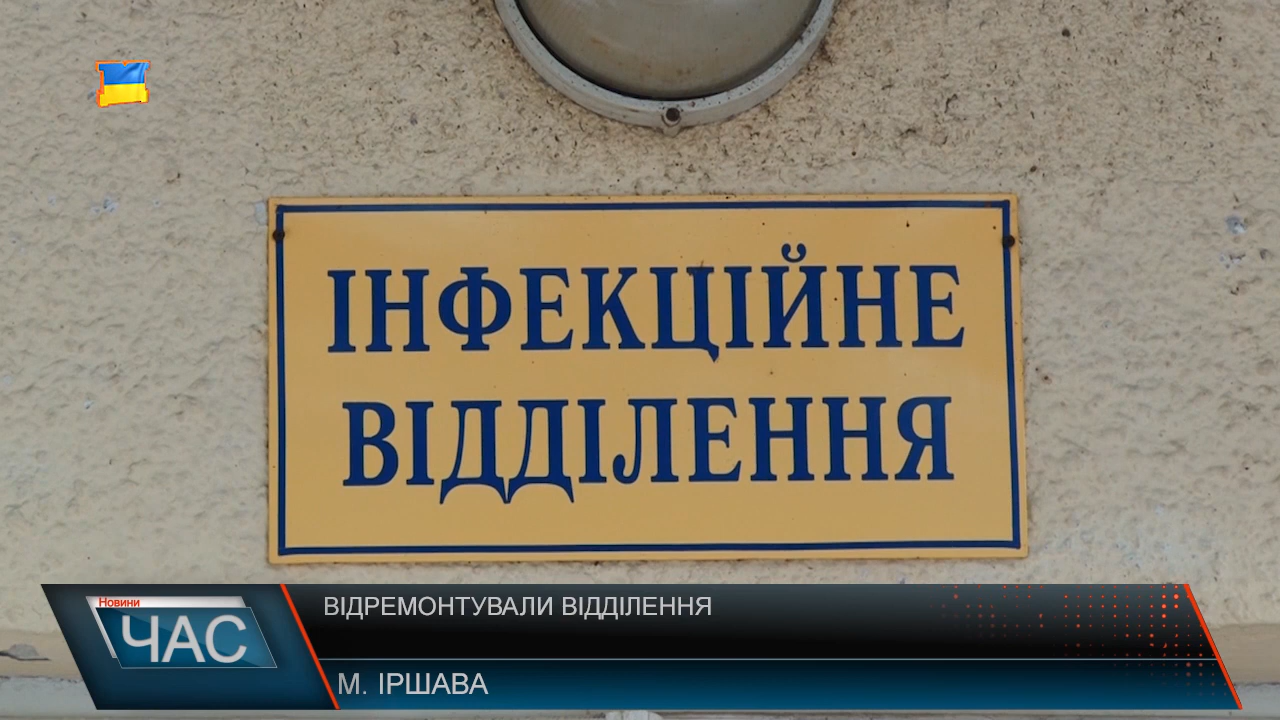 ІНФЕКЦІЙНЕ
ВІДДІЛЕННЯ
Новини
ЧАС
ВІДРЕМОНТУВАЛИ ВІДДІЛЕННЯ
М. ІРШАВА